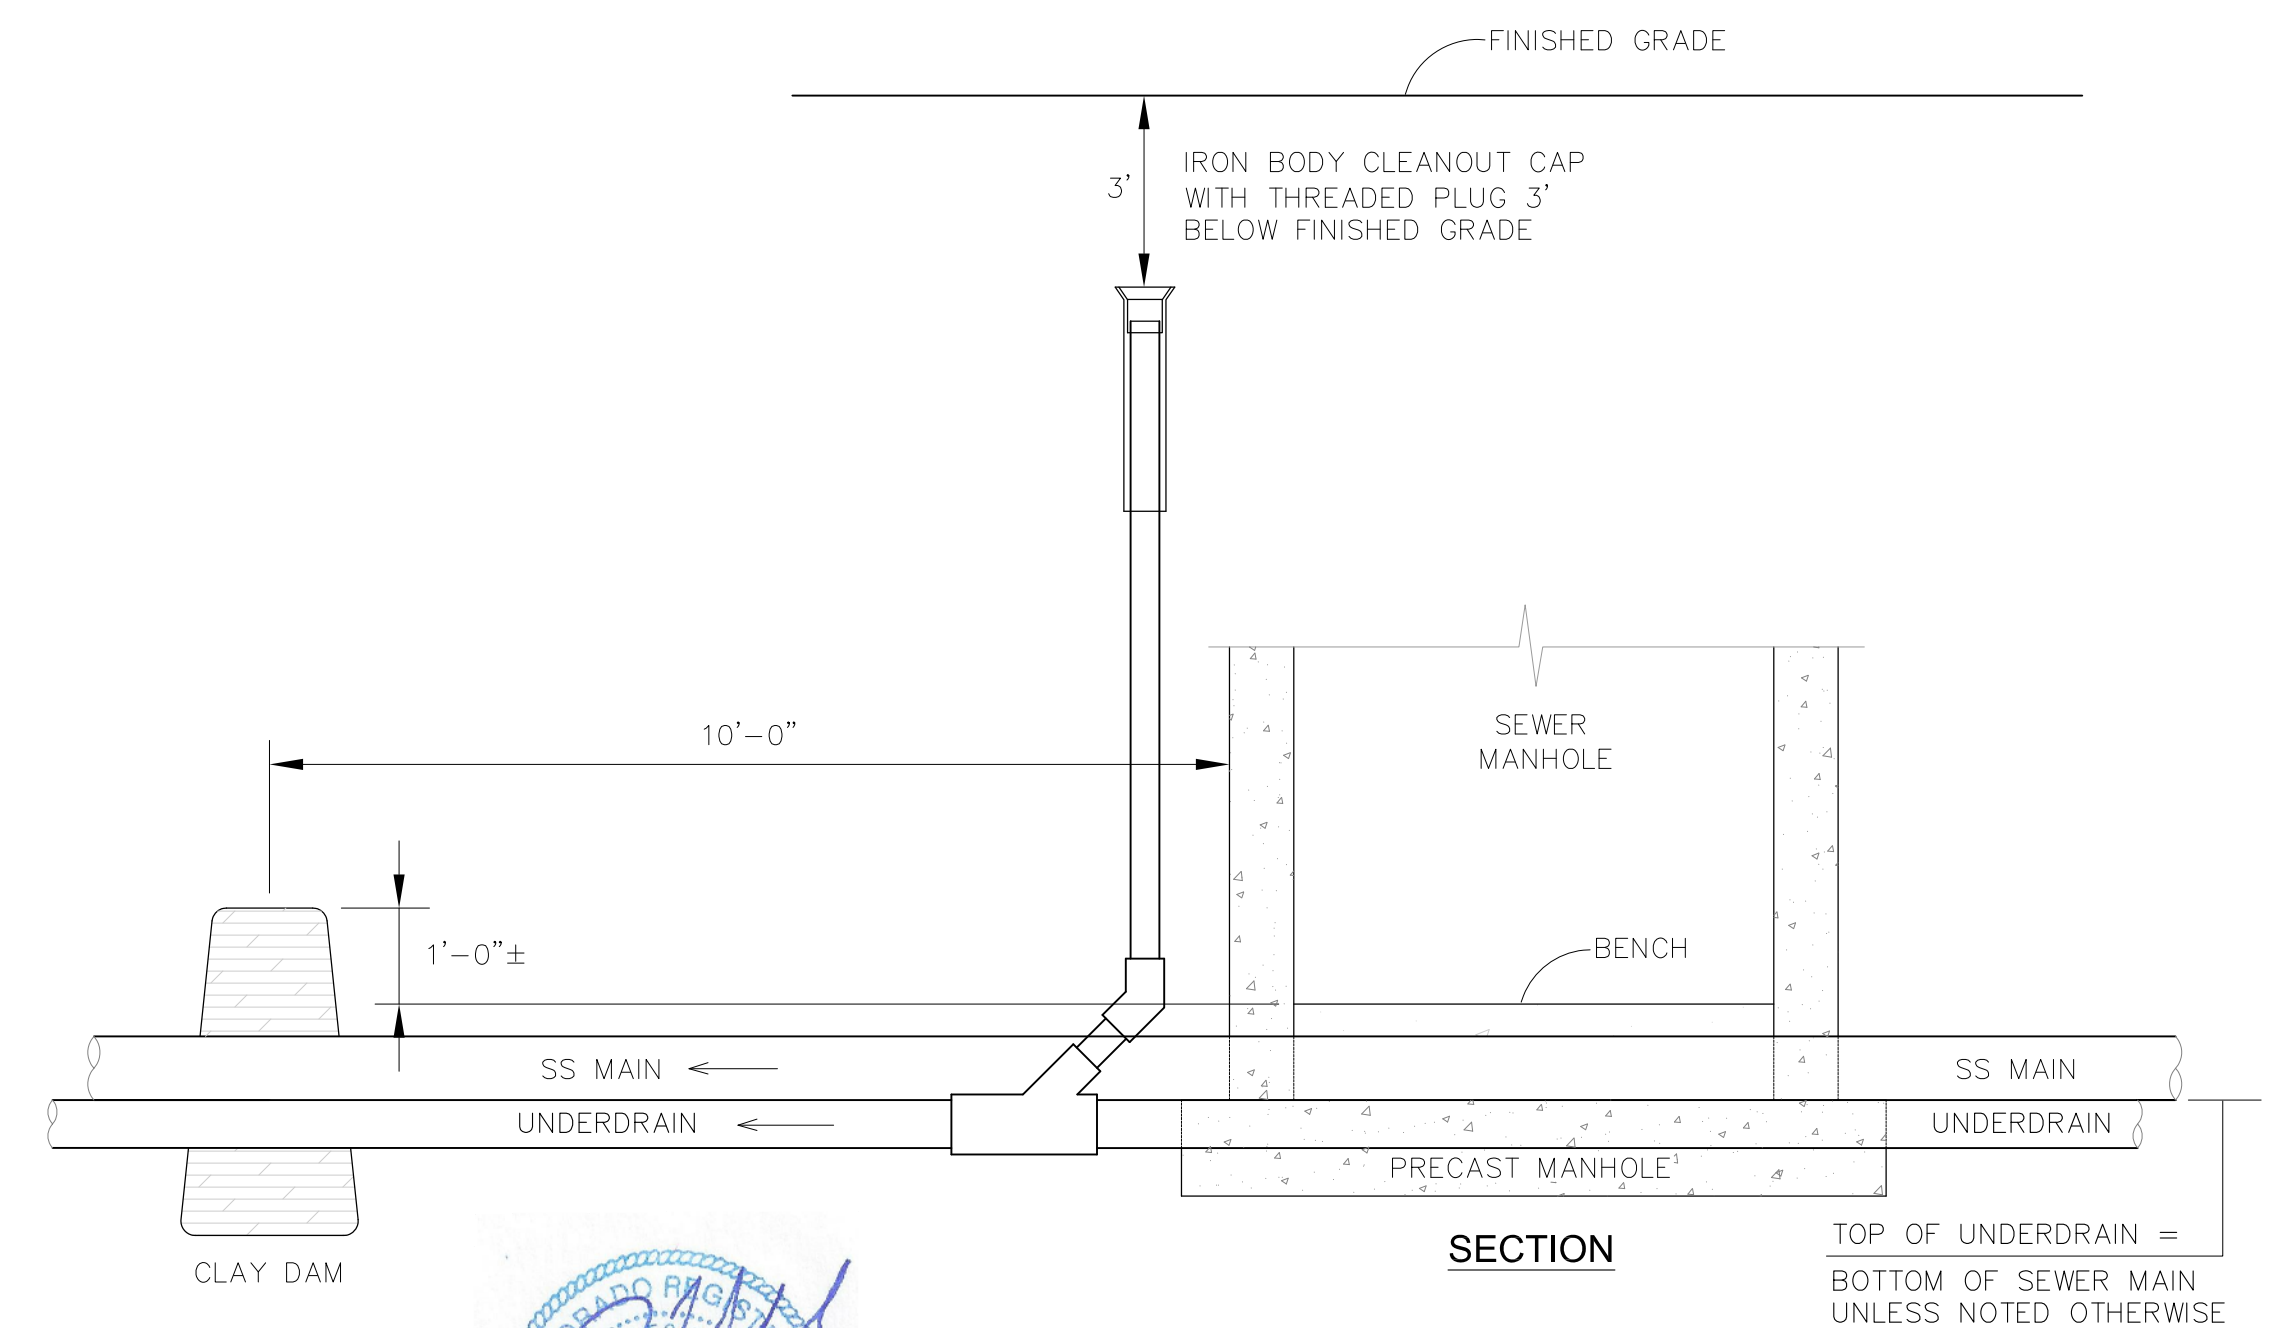 FINISHED GRADE
3'
IRON BODY CLEANOUT CAP
WITH THREADED PLUG 3'
BELOW FINISHED GRADE
10'-0"
SEWER
MANHOLE
1'-0"±
BENCH
SS MAIN
SS MAIN
UNDERDRAIN
UNDERDRAIN
PRECAST MANHOLE
CLAY DAM
SECTION
TOP OF UNDERDRAIN =
BOTTOM OF SEWER MAIN
UNLESS NOTED OTHERWISE